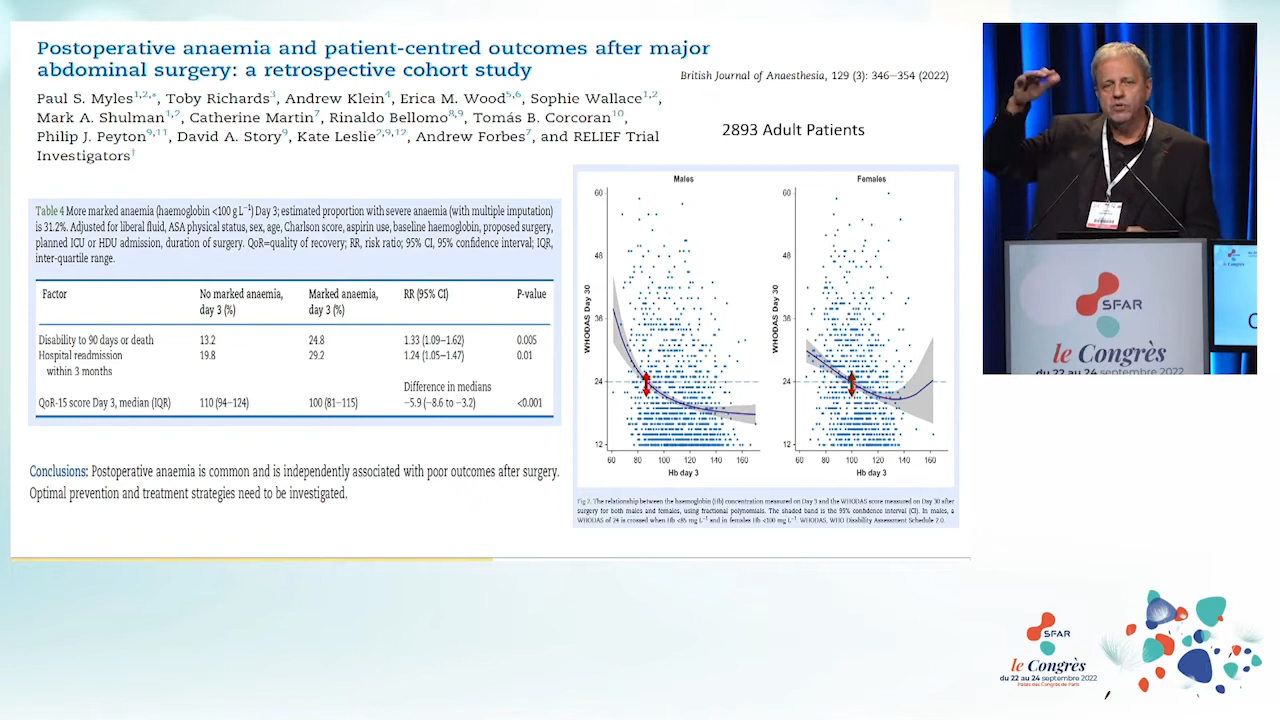 Postoperative anaemia and patient-centred outcomes after major
abdominal surgery: a retrospective cohort study
British Journal of Anaesthesia, 129 (3): 346–354 (2022)
Paul S. Myles1,2,*, Toby Richards3, Andrew Klein4, Erica M. Wood5,6, Sophie Wallace1,2,
Mark A. Shulman1,2, Catherine Martin7, Rinaldo Bellomo8,9, Tomás B. Corcoran10,
Philip J. Peyton9,11, David A. Story9, Kate Leslie2,9,12, Andrew Forbes7, and RELIEF Trial
Investigators†
2893 Adult Patients
Table 4 More marked anaemia (haemoglobin <100 g L−1) Day 3; estimated proportion with severe anaemia (with multiple imputation)
is 31.2%. Adjusted for liberal fluid, ASA physical status, sex, age, Charlson score, aspirin use, baseline haemoglobin, proposed surgery,
planned ICU or HDU admission, duration of surgery. QoR=quality of recovery; RR, risk ratio; 95% CI, 95% confidence interval; IQR,
inter-quartile range.
Factor No marked anaemia, Marked anaemia, RR (95% CI) P-value
day 3 (%) day 3 (%)
Disability to 90 days or death 13.2 24.8 1.33 (1.09–1.62) 0.005
Hospital readmission 19.8 29.2 1.24 (1.05–1.47) 0.01
within 3 months
Difference in medians
QoR-15 score Day 3, median (IQR) 110 (94–124) 100 (81–115) −5.9 (−8.6 to −3.2) <0.001
Conclusions: Postoperative anaemia is common and is independently associated with poor outcomes after surgery.
Optimal prevention and treatment strategies need to be investigated.
Males
60
48
36
24
12
WHODAS Day 30
60 80 100 120 140 160
Hb day 3
Females
60
48
36
24
12
WHODAS Day 30
60 80 100 120 140 160
Hb day 3
Fig 2. The relationship between the haemoglobin (Hb) concentration measured on Day 3 and the WHODAS score measured on Day 30 after
surgery for both males and females, using fractional polynomials. The shaded band is the 95% confidence interval (CI). In males, a
WHODAS of 24 is crossed when Hb <85 mg L−1 and in females Hb <100 mg L−1. WHODAS, WHO Disability Assessment Schedule 2.0.
SFAR
le Congrès
du 22 au 24 septembre 2022
SFAR
le Congrès
du 22 au 24 septembre 2022
Palais des Congrès de Paris